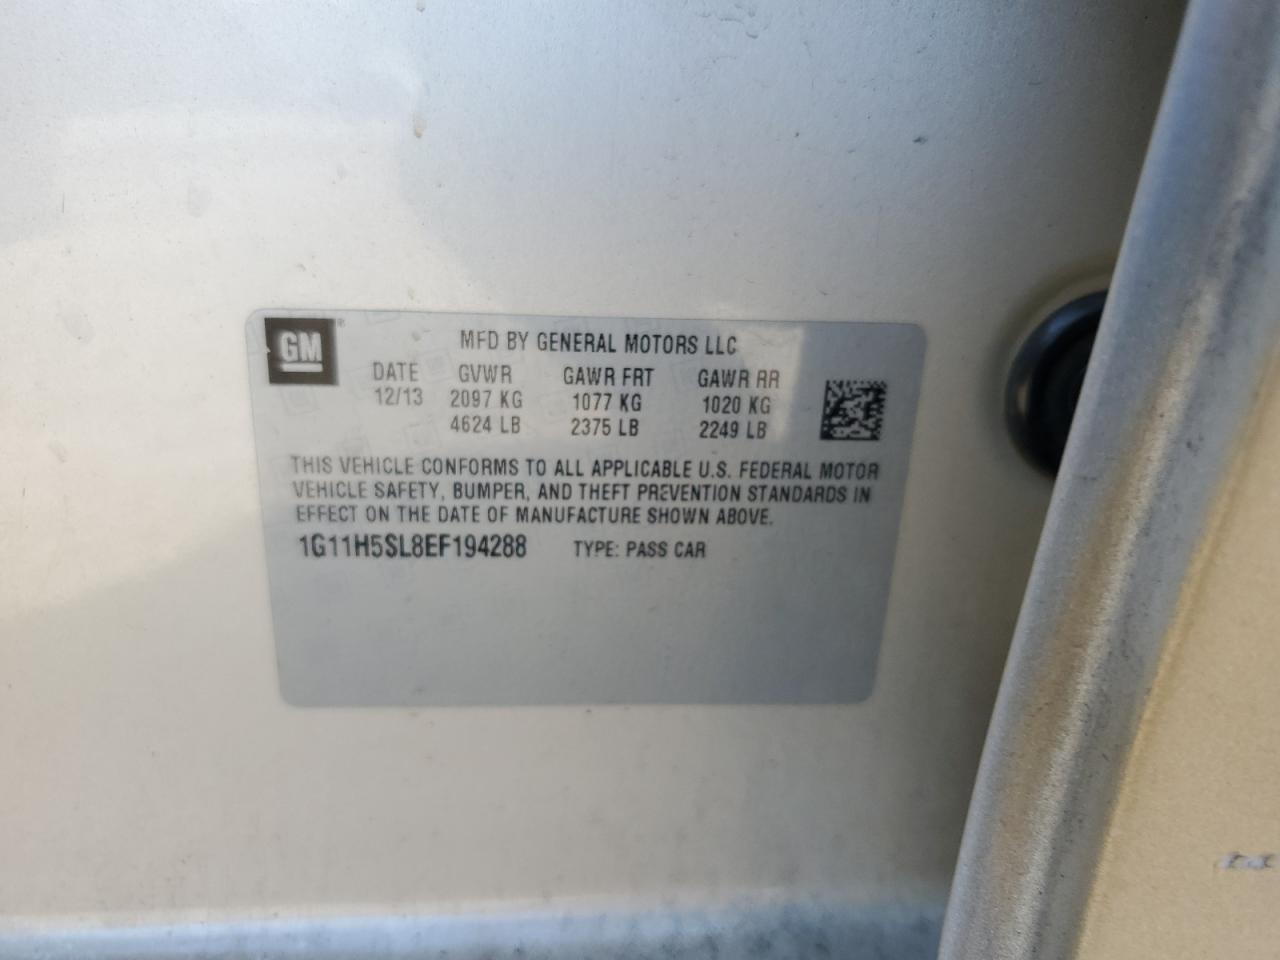 GM
MFD BY GENERAL MOTORS LLC
DATE GVWR GAWR FRT GAWR RR
12/13 2097 KG 1077 KG 1020 KG
4624 LB 2375 LB 2249 LB
THIS VEHICLE CONFORMS TO ALL APPLICABLE U.S. FEDERAL MOTOR
VEHICLE SAFETY, BUMPER, AND THEFT PREVENTION STANDARDS IN
EFFECT ON THE DATE OF MANUFACTURE SHOWN ABOVE.
1G11H5SL8EF194288 TYPE: PASS CAR